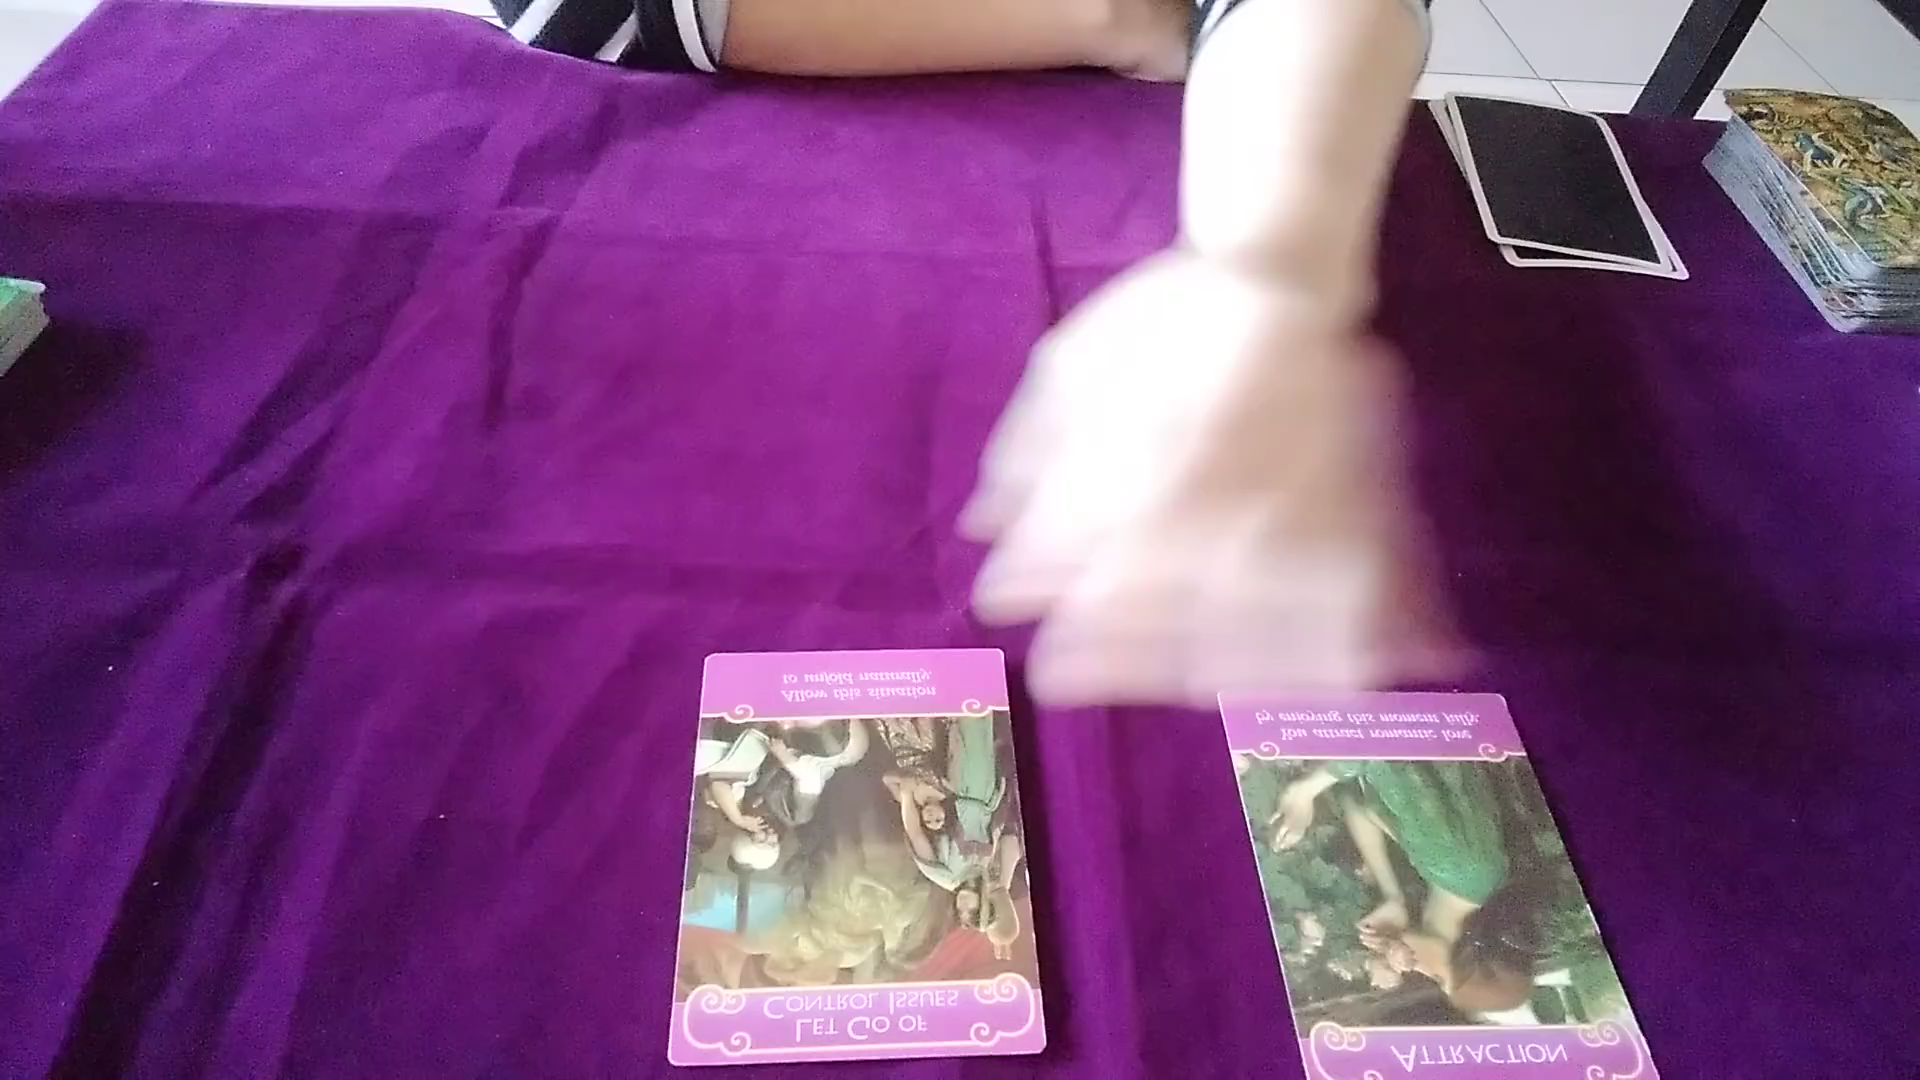 LET GO OF
CONTROL ISSUES
Allow this situation
to unfold naturally.
ATTRACTION
You attract romantic love
by enjoying this moment fully.